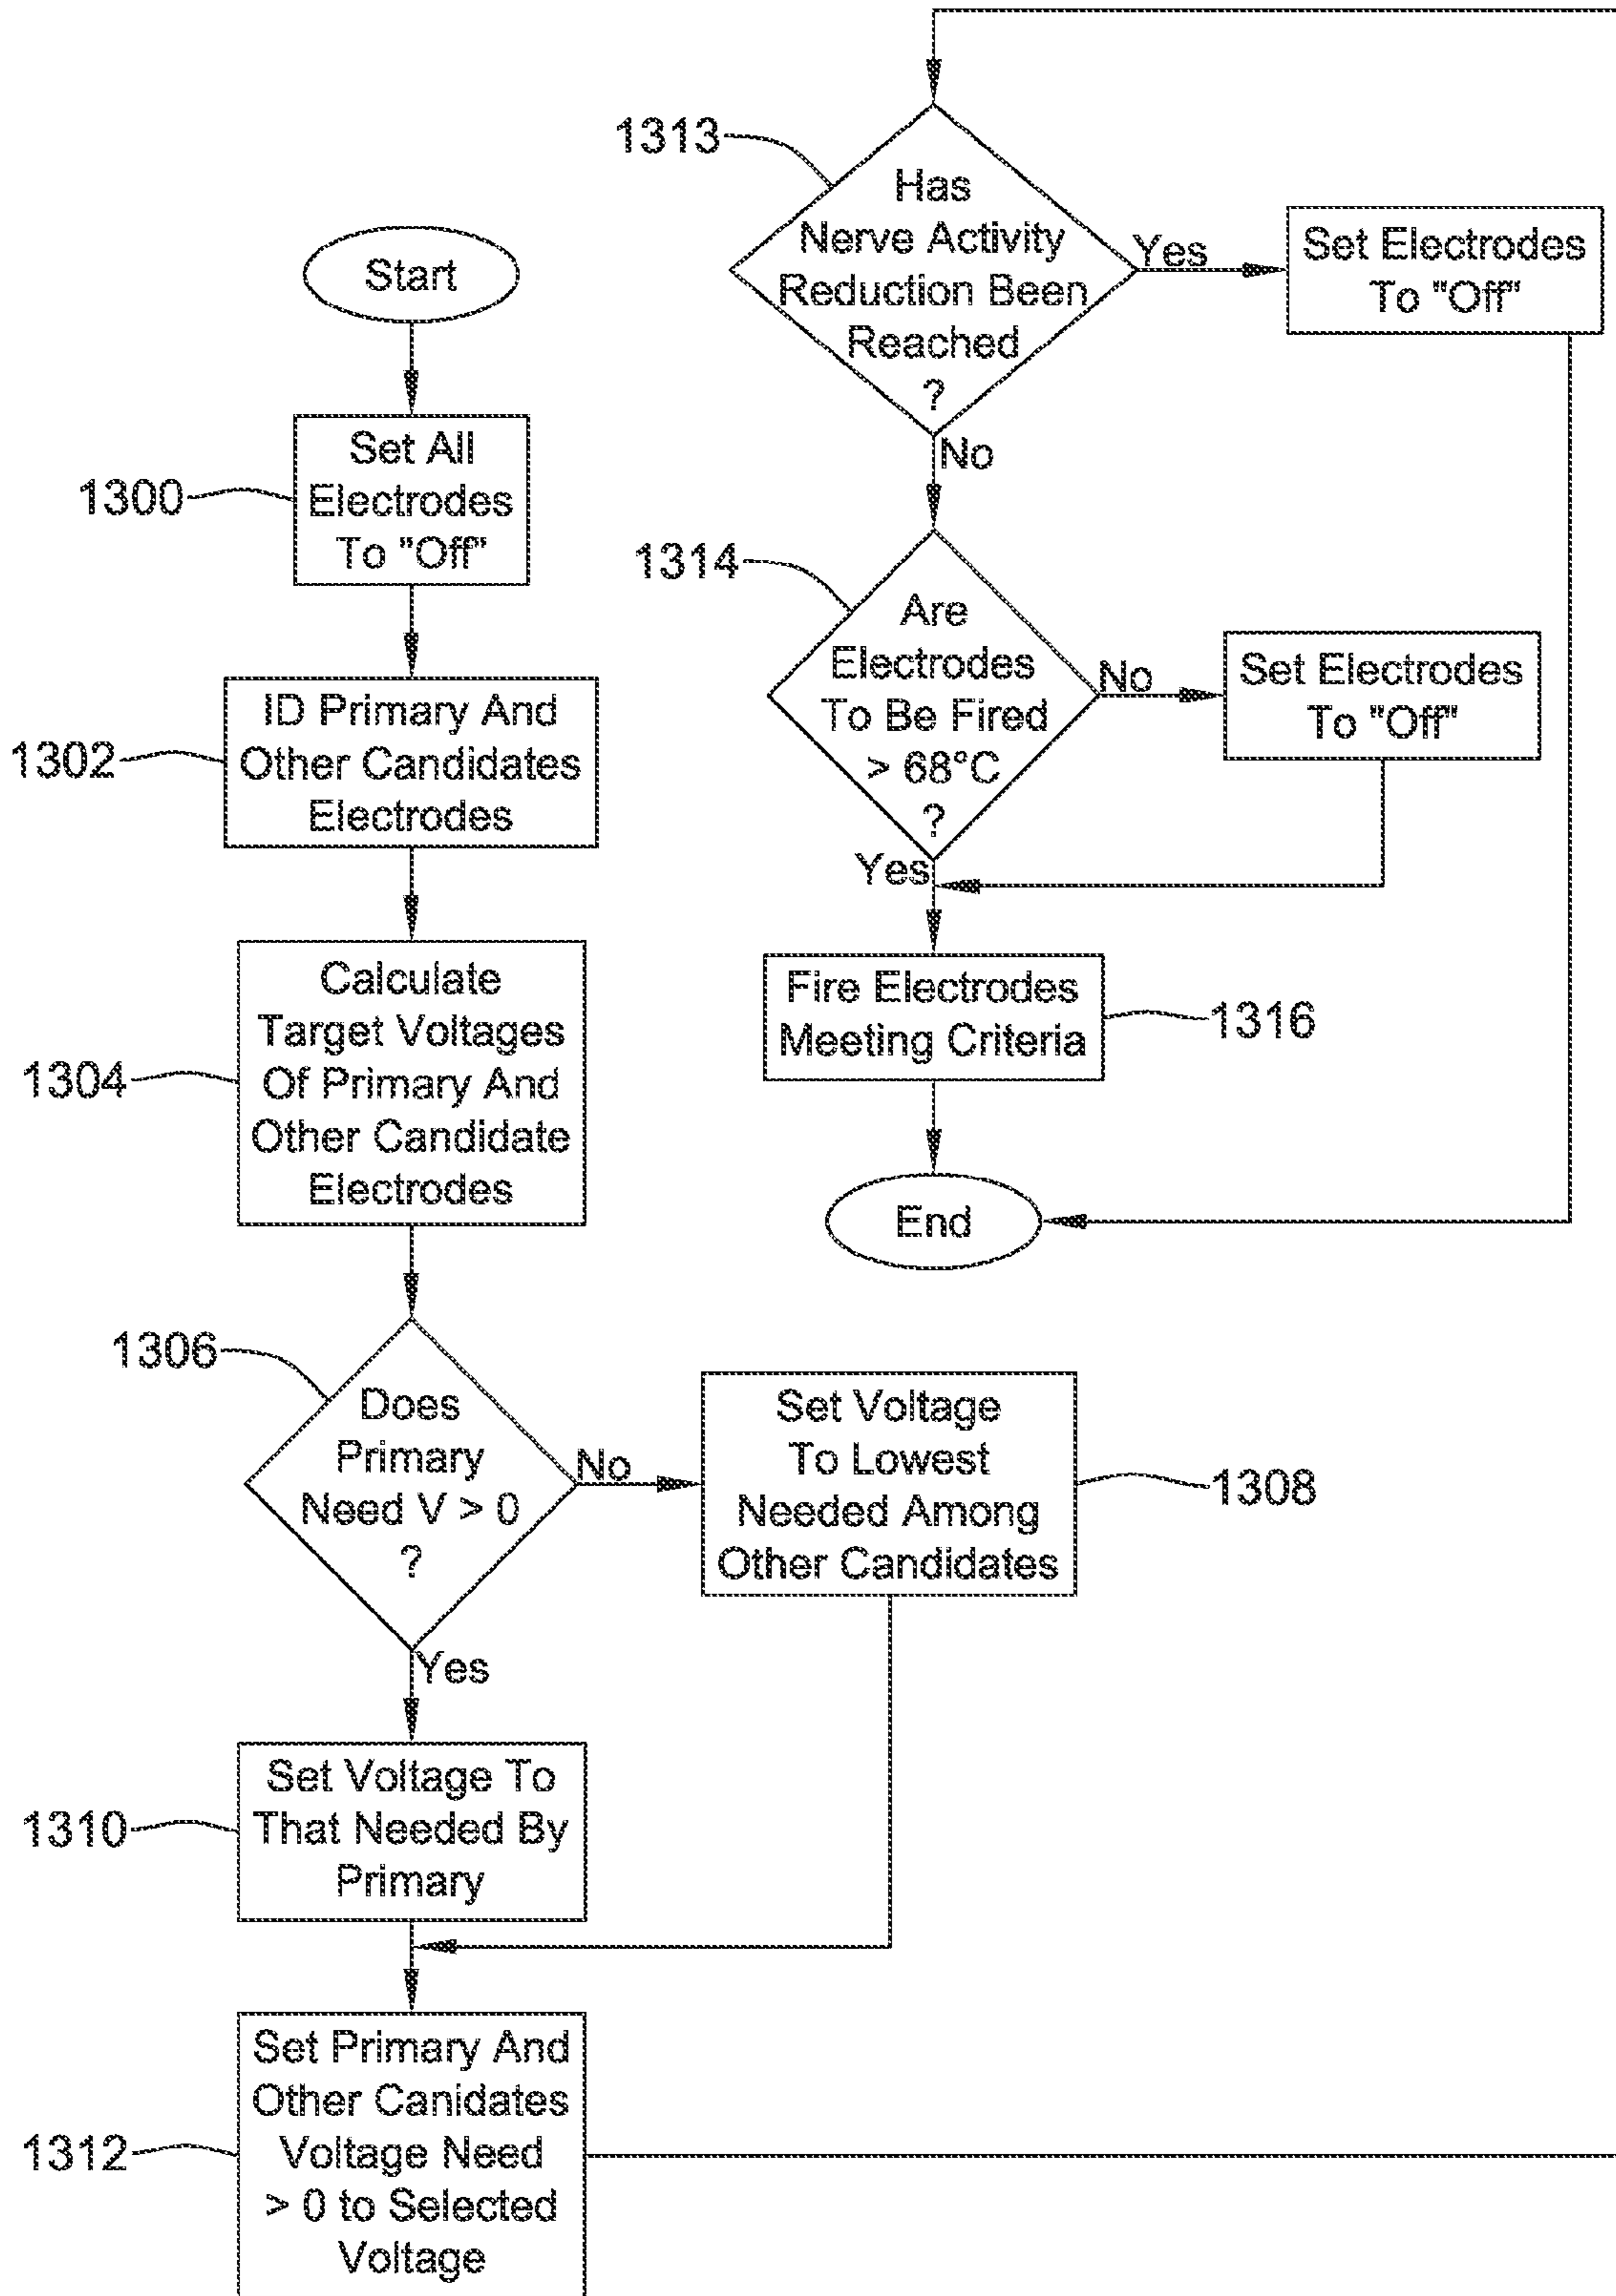 Start
1300
Set All
Electrodes
To "Off"
1302
ID Primary And
Other Candidates
Electrodes
1304
Calculate
Target Voltages
Of Primary And
Other Candidate
Electrodes
1306
Does
Primary
Need V > 0
?
No
Yes
Set Voltage
To Lowest
Needed Among
Other Candidates
1308
1310
Set Voltage To
That Needed By
Primary
1312
Set Primary And
Other Canidates
Voltage Need
> 0 to Selected
Voltage
1313
Has
Nerve Activity
Reduction Been
Reached
?
Yes
Set Electrodes
To "Off"
No
1314
Are
Electrodes
To Be Fired
> 68°C
?
No
Set Electrodes
To "Off"
Yes
Fire Electrodes
Meeting Criteria
1316
End